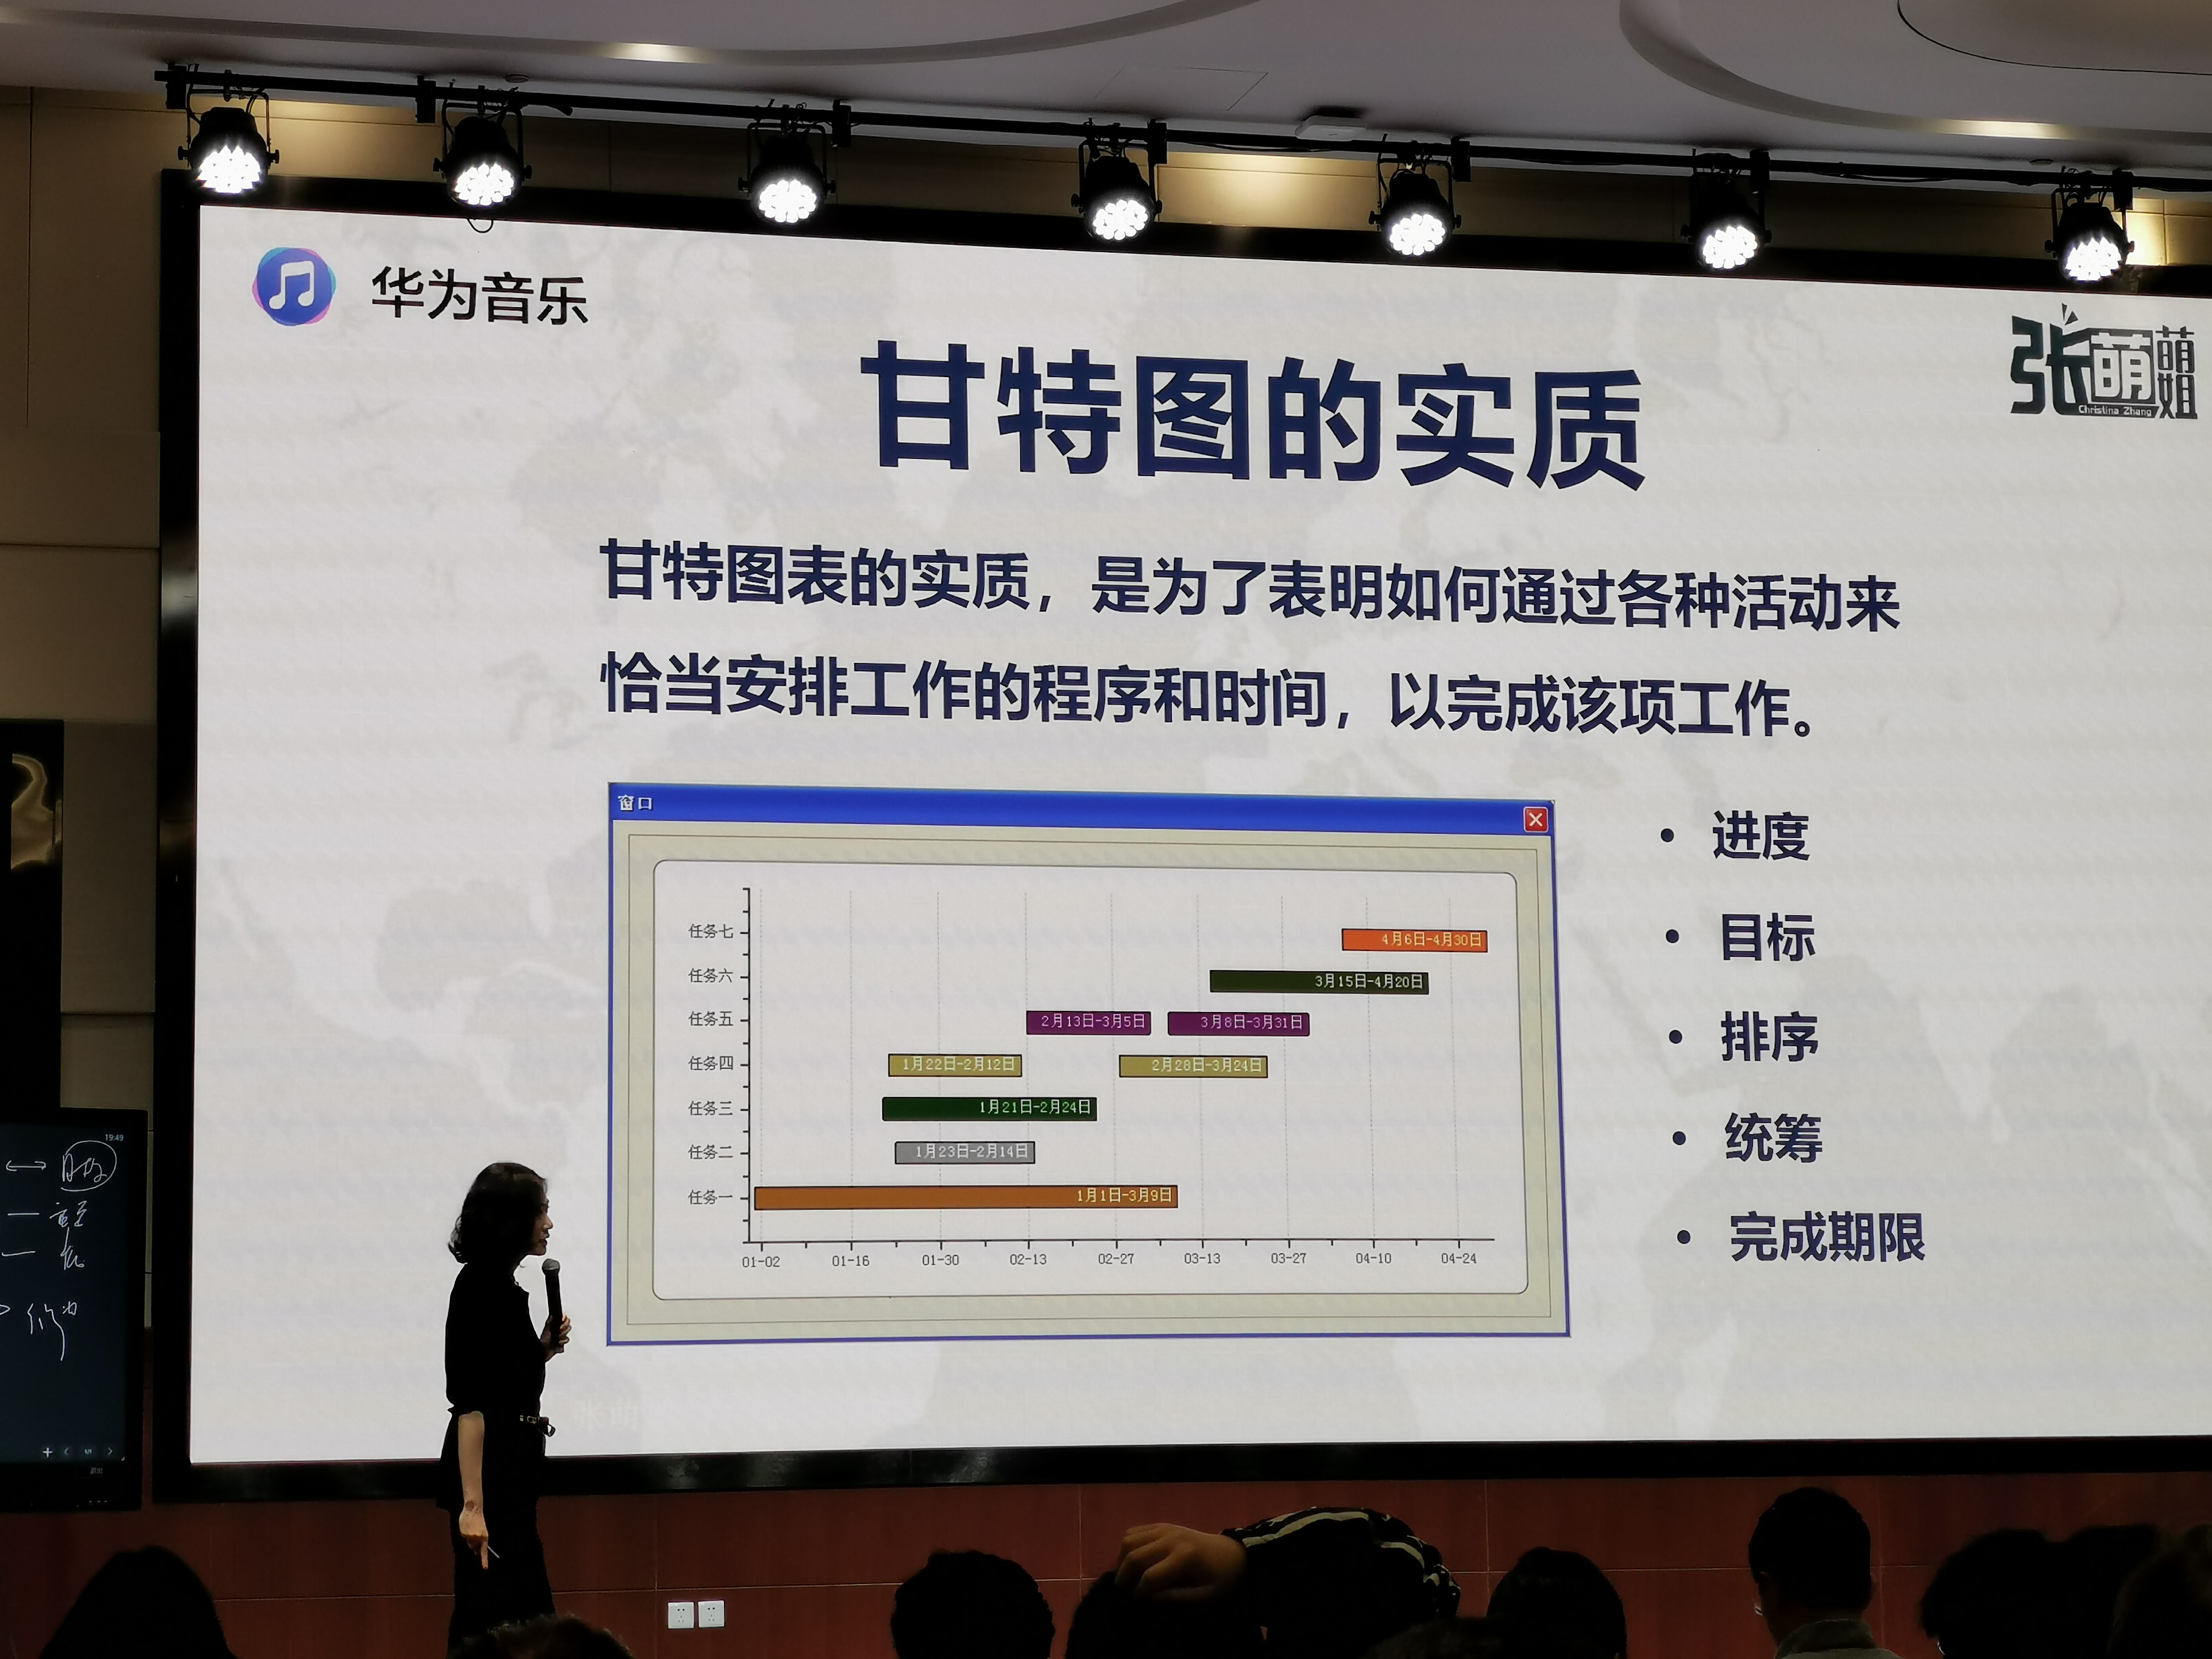 华为音乐
张萌萌姐
Christina Zhang
甘特图的实质
甘特图表的实质，是为了表明如何通过各种活动来
恰当安排工作的程序和时间，以完成该项工作。
窗口
任务七
4月6日-4月30日
任务六
3月15日-4月20日
任务五
2月13日-3月5日
3月8日-3月31日
任务四
1月22日-2月12日
2月28日-3月24日
任务三
1月21日-2月24日
任务二
1月23日-2月14日
任务一
1月1日-3月9日
01-02 01-16 01-30 02-13 02-27 03-13 03-27 04-10 04-24
• 进度
• 目标
• 排序
• 统筹
• 完成期限
19:49